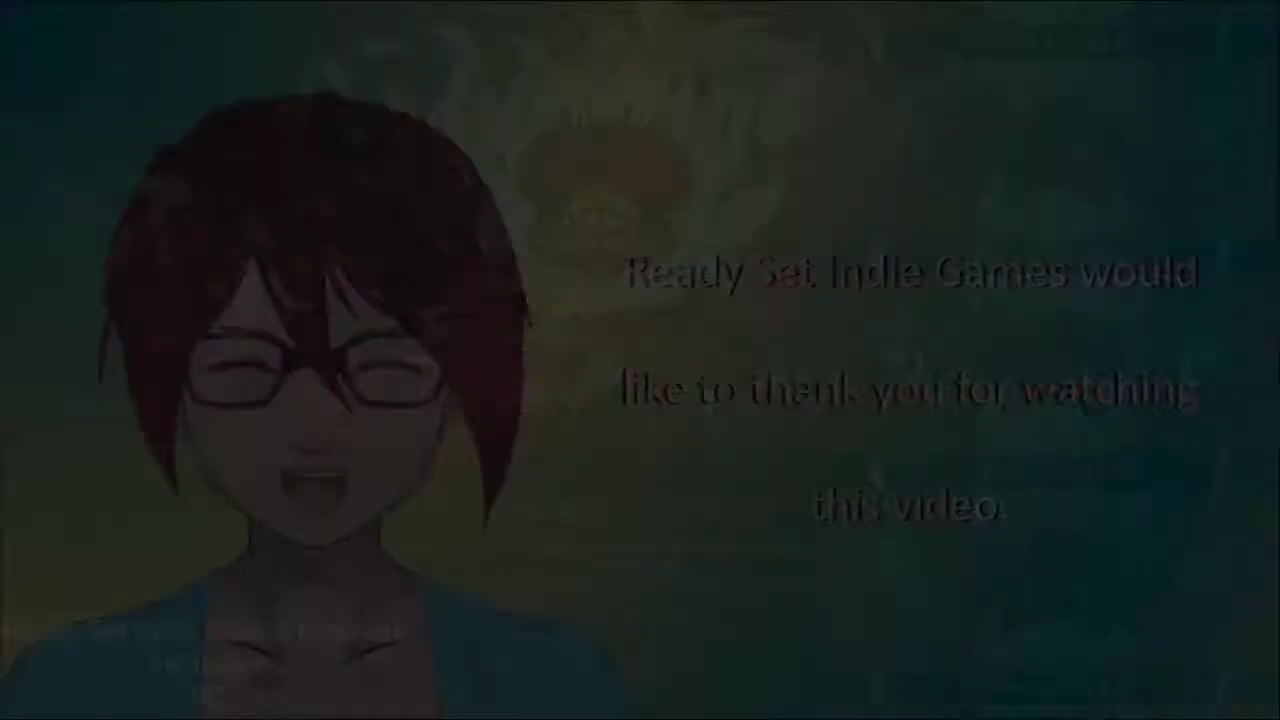 Ready Set Indie Games would
like to thank you for watching
this video.